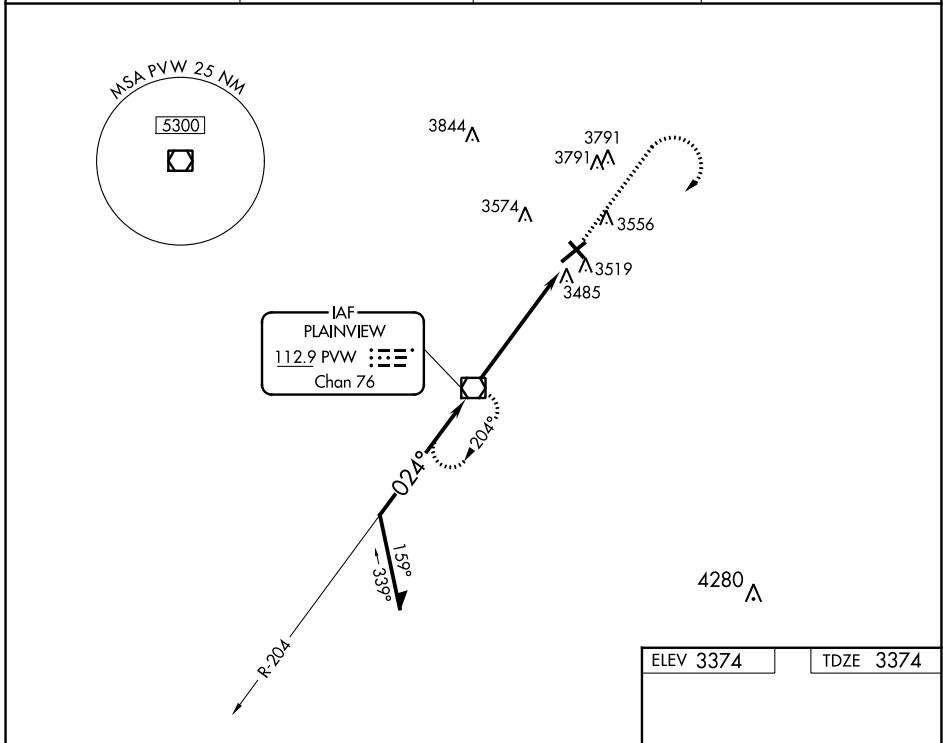 MSA PVW 25 NM
5300
3844
3791
3791
3574
3556
3519
3485
IAF
PLAINVIEW
112.9 PVW
Chan 76
204°
024°
159°
339°
R-204
4280
ELEV 3374
TDZE 3374